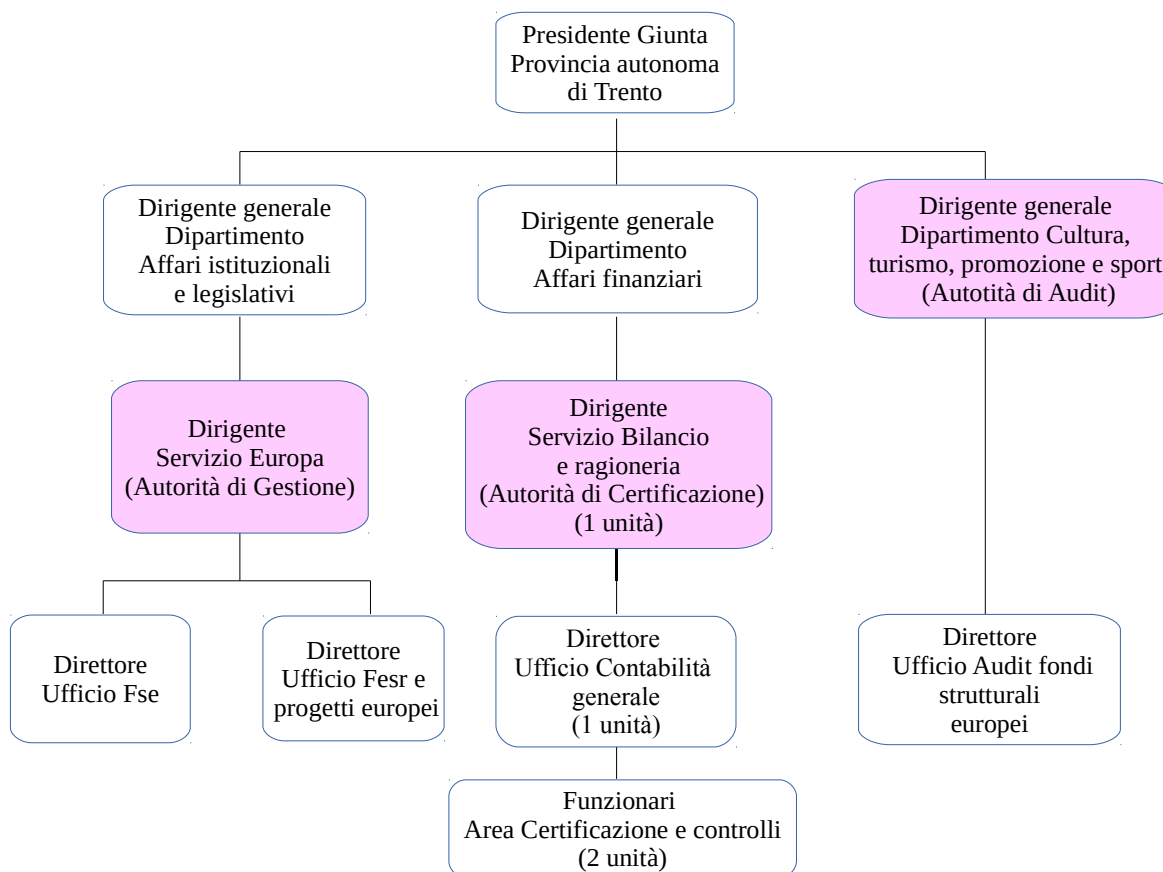 Presidente Giunta
Provincia autonoma
di Trento
Dirigente generale
Dipartimento
Affari istituzionali
e legislativi
Dirigente generale
Dipartimento
Affari finanziari
Dirigente generale
Dipartimento Cultura,
turismo, promozione e sport
(Autotità di Audit)
Dirigente
Servizio Europa
(Autorità di Gestione)
Dirigente
Servizio Bilancio
e ragioneria
(Autorità di Certificazione)
(1 unità)
Direttore
Ufficio Fse
Direttore
Ufficio Fesr e
progetti europei
Direttore
Ufficio Contabilità
generale
(1 unità)
Direttore
Ufficio Audit fondi
strutturali
europei
Funzionari
Area Certificazione e controlli
(2 unità)